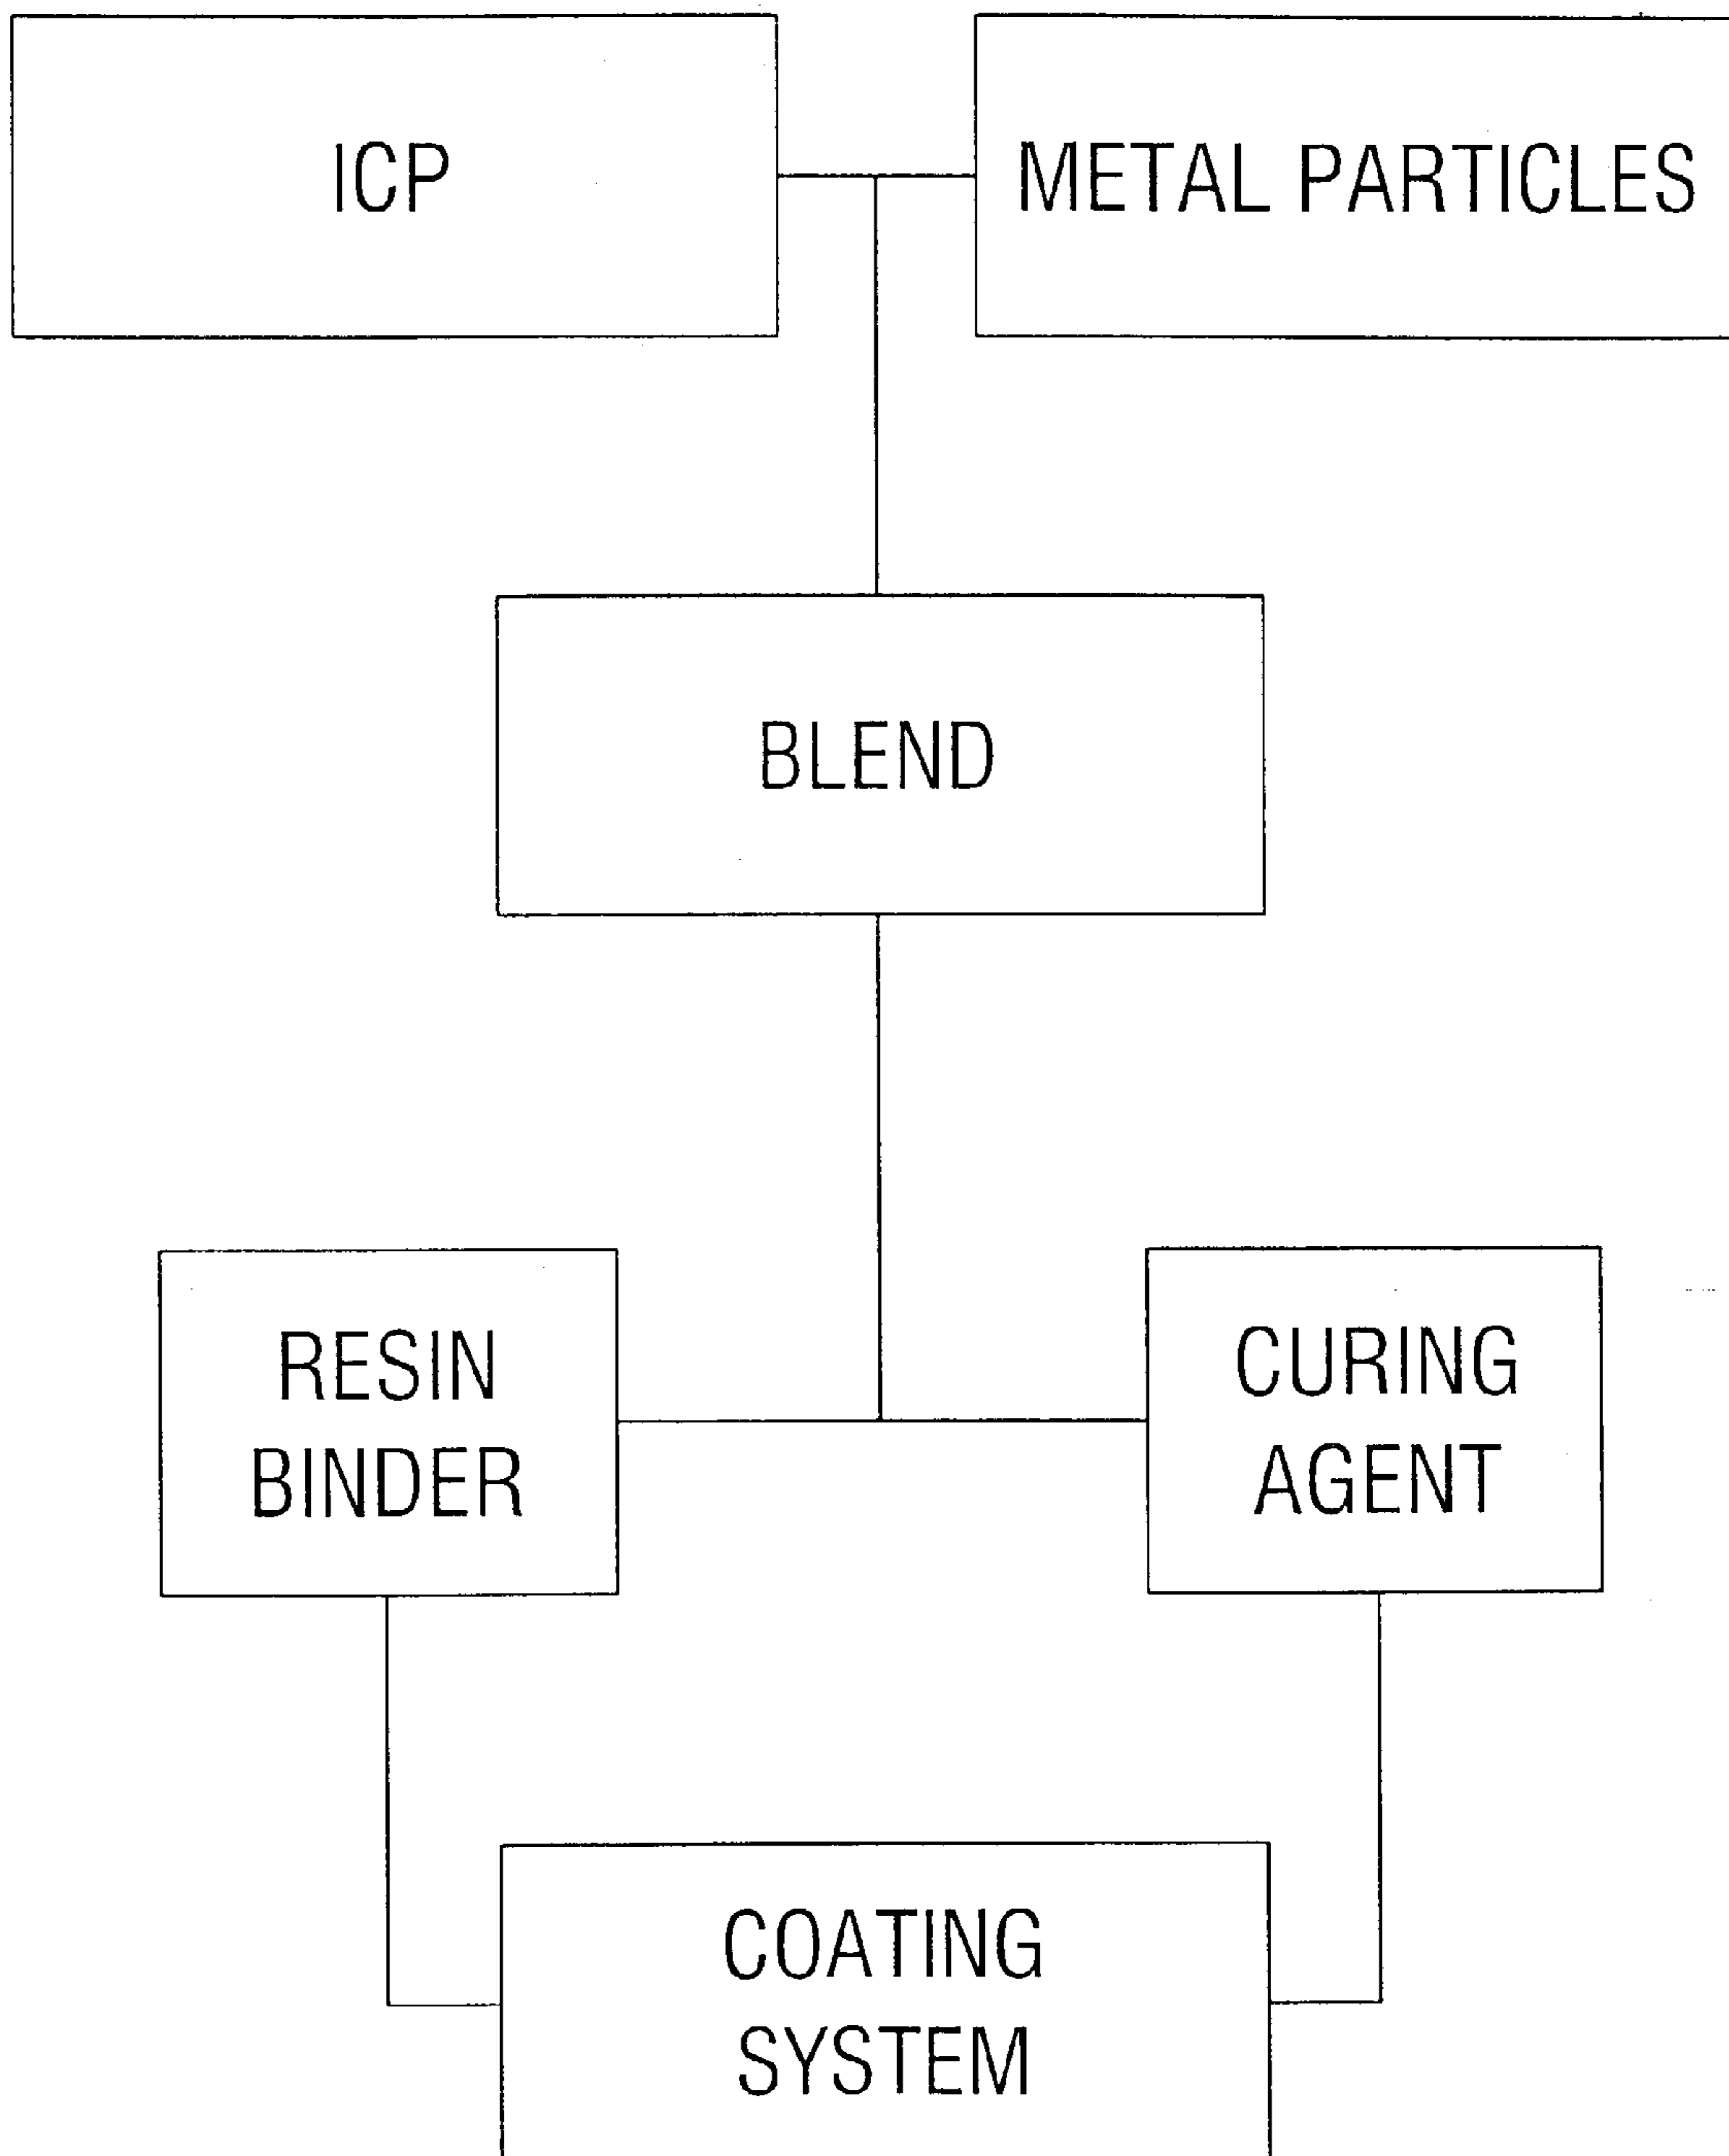 ICP
METAL PARTICLES
BLEND
RESIN
BINDER
CURING
AGENT
COATING
SYSTEM